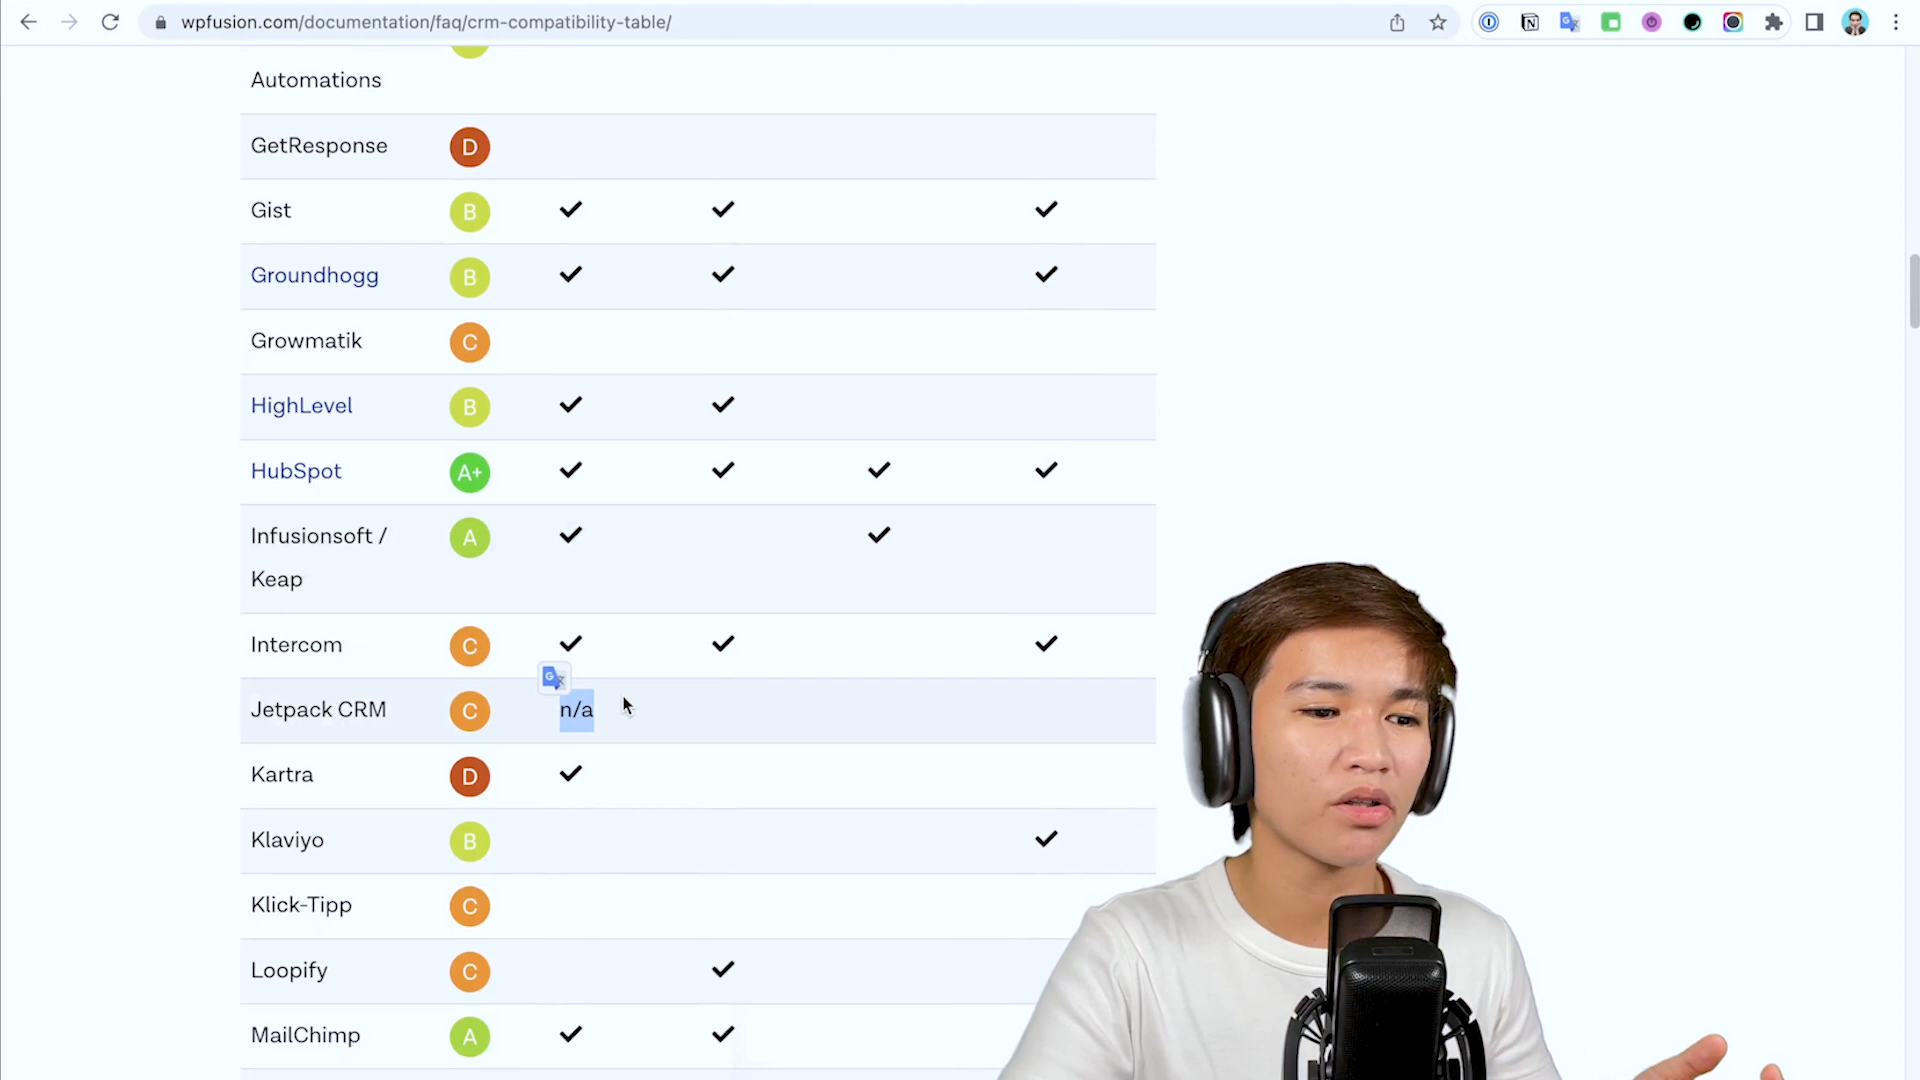 wpfusion.com/documentation/faq/crm-compatibility-table/
Automations
GetResponse D
Gist B
Groundhogg B
Growmatik C
HighLevel B
HubSpot A+
Infusionsoft / A
Keap
Intercom C
Jetpack CRM C n/a
Kartra D
Klaviyo B
Klick-Tipp C
Loopify C
MailChimp A